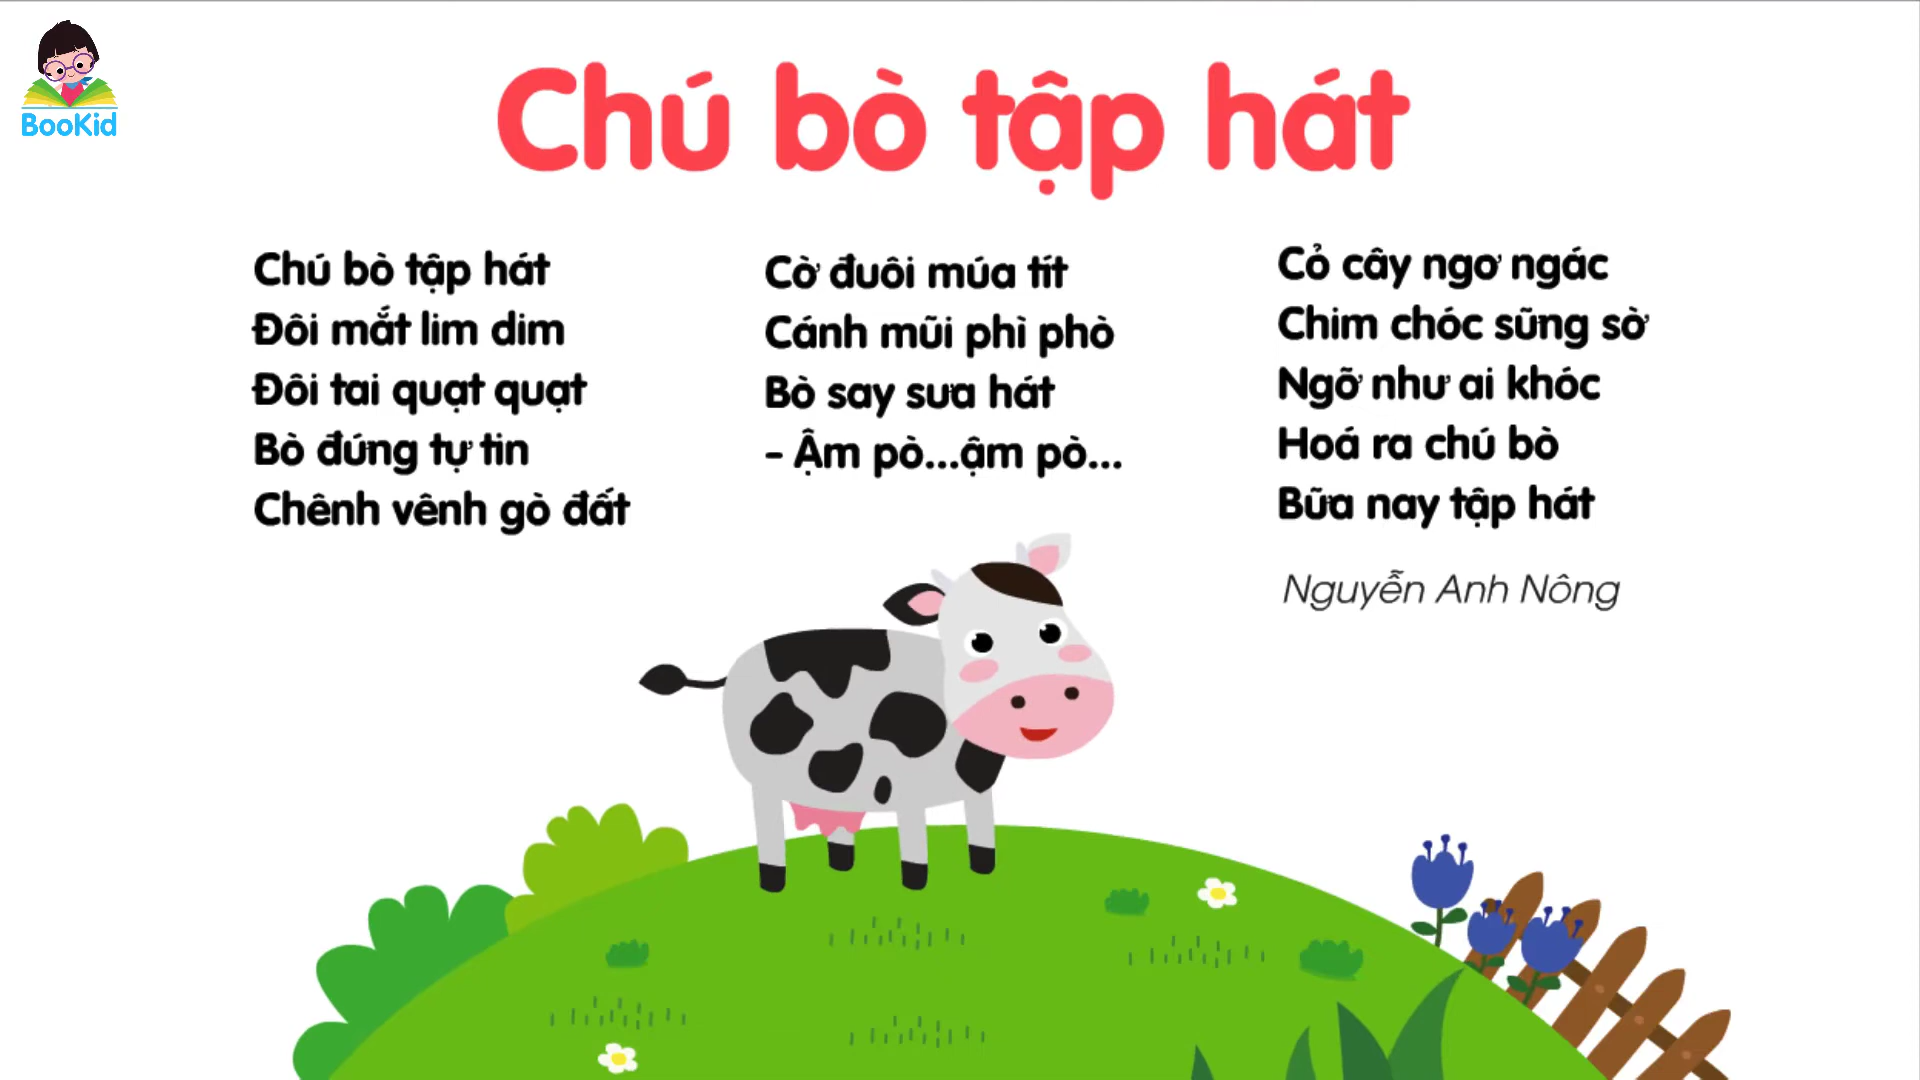 BooKid
Chú bò tập hát
Chú bò tập hát
Đôi mắt lim dim
Đôi tai quạt quạt
Bò đứng tự tin
Chênh vênh gò đất
Cờ đuôi múa tít
Cánh mũi phì phò
Bò say sưa hát
- Ậm pò...ậm pò...
Cỏ cây ngơ ngác
Chim chóc sững sờ
Ngỡ như ai khóc
Hoá ra chú bò
Bữa nay tập hát
Nguyễn Anh Nông